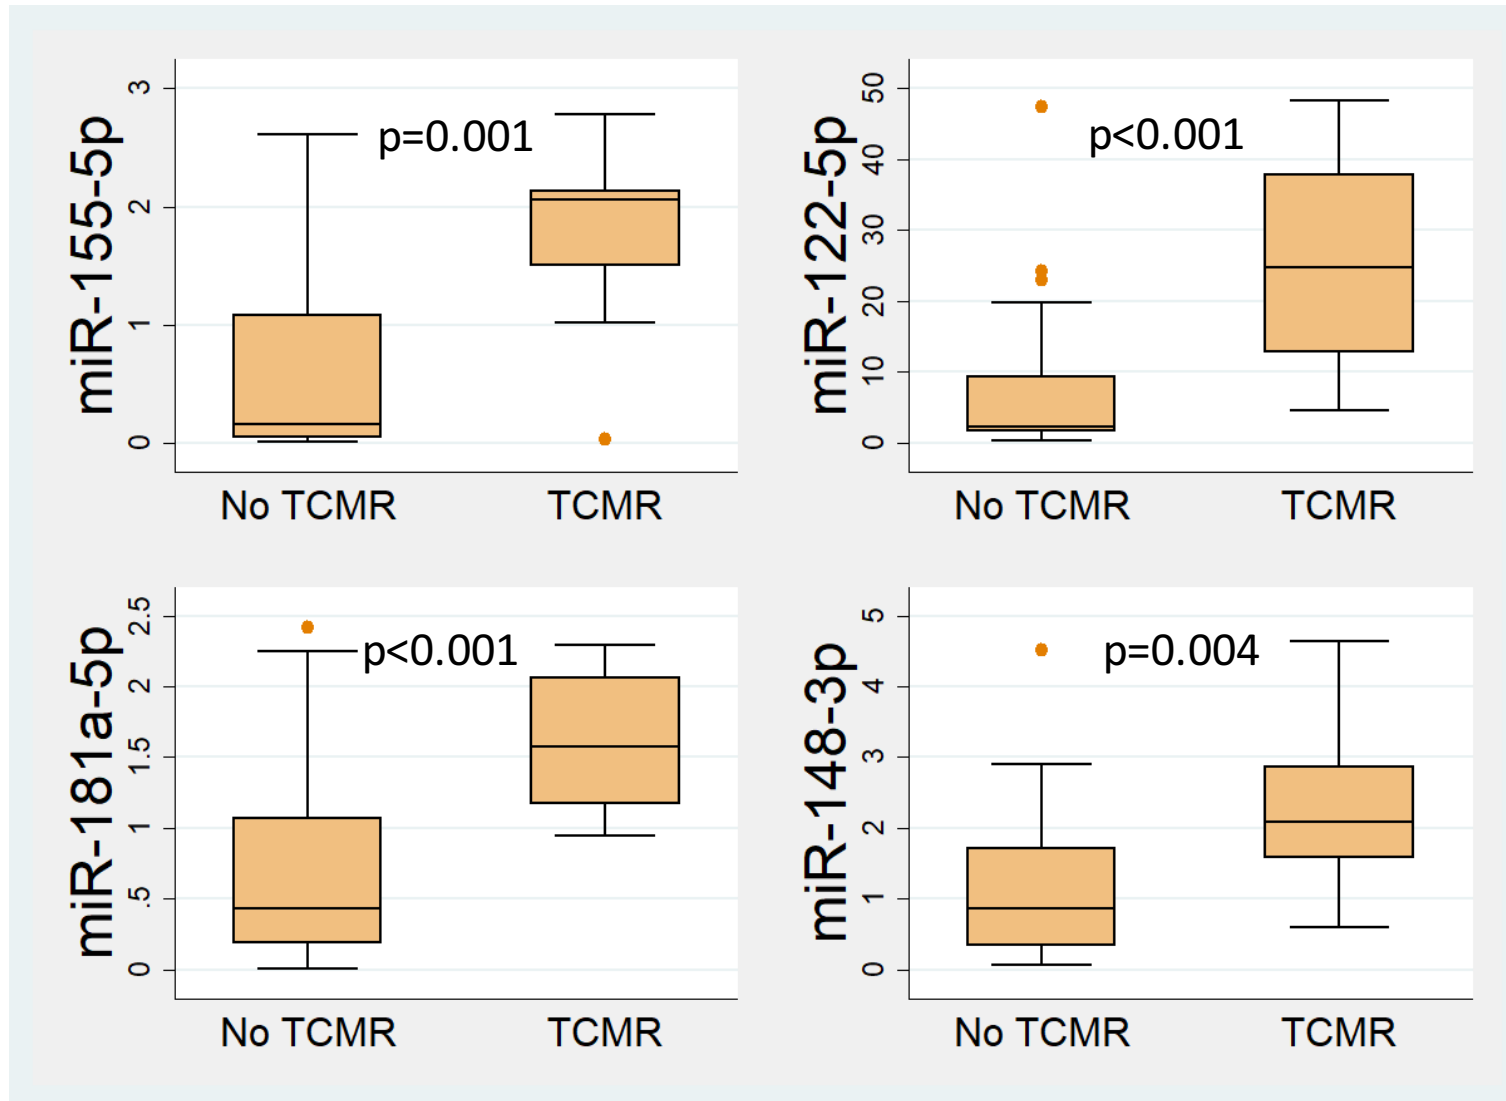 miR-155-5p
3
2
1
0
p=0.001
No TCMR
TCMR
miR-122-5p
50
40
30
20
10
0
p<0.001
No TCMR
TCMR
miR-181a-5p
2.5
2
1.5
1
.5
0
p<0.001
No TCMR
TCMR
miR-148-3p
5
4
3
2
1
0
p=0.004
No TCMR
TCMR